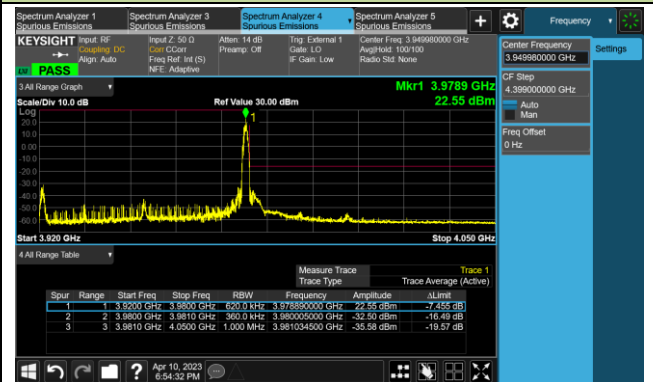 Spectrum Analyzer 1
Spurious Emissions
Spectrum Analyzer 3
Spurious Emissions
Spectrum Analyzer 4
Spurious Emissions
Spectrum Analyzer 5
Spurious Emissions
+
Frequency
KEYSIGHT
Input: RF
Coupling: DC
Align: Auto
Input Z: 50 Ω
Corr CCorr
Freq Ref: Int (S)
NFE: Adaptive
Atten: 14 dB
Preamp: Off
Trig: External 1
Gate: LO
IF Gain: Low
Center Freq: 3.949980000 GHz
Avg|Hold: 100/100
Radio Std: None
PASS
Center Frequency
3.949980000 GHz
Settings
CF Step
4.399000000 GHz
Auto
Man
Freq Offset
0 Hz
3 All Range Graph
Mkr1 3.9789 GHz
Scale/Div 10.0 dB
Ref Value 30.00 dBm
22.55 dBm
Log
20.0
10.0
0.00
-10.0
-20.0
-30.0
-40.0
-50.0
-60.0
1
Start 3.920 GHz
Stop 4.050 GHz
4 All Range Table
Measure Trace Trace 1
Trace Type Trace Average (Active)
Spur Range Start Freq Stop Freq RBW Frequency Amplitude ΔLimit
1 1 3.9200 GHz 3.9800 GHz 620.0 kHz 3.978890000 GHz 22.55 dBm -7.455 dB
2 2 3.9800 GHz 3.9810 GHz 360.0 kHz 3.980005000 GHz -32.50 dBm -16.49 dB
3 3 3.9810 GHz 4.0500 GHz 1.000 MHz 3.981034500 GHz -35.58 dBm -19.57 dB
?
Apr 10, 2023
6:54:32 PM